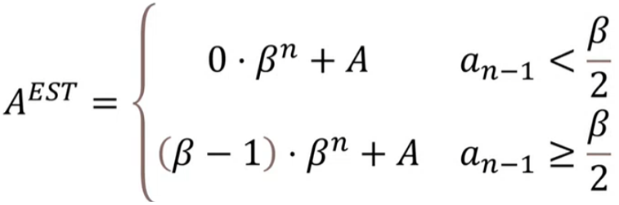 A^{EST} = { 0 · β^n + A    a_{n−1} < β/2
(β − 1) · β^n + A    a_{n−1} ≥ β/2